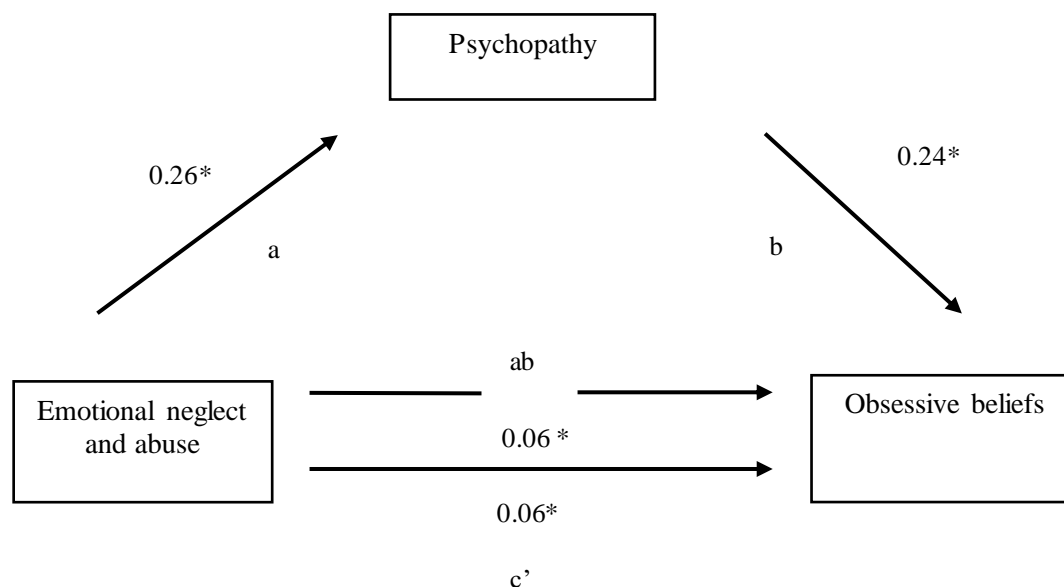 Psychopathy
0.26*
0.24*
a
b
ab
Emotional neglect
and abuse
Obsessive beliefs
0.06 *
0.06*
c’